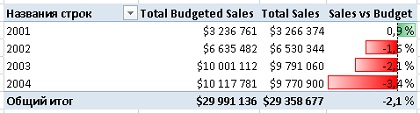 Названия строк Total Budgeted Sales Total Sales Sales vs Budget
2001 $3 236 761 $3 266 374 0,9 %
2002 $6 635 482 $6 530 344 -1,6 %
2003 $10 001 112 $9 791 060 -2,1 %
2004 $10 117 781 $9 770 900 -3,4 %
Общий итог $29 991 136 $29 358 677 -2,1 %